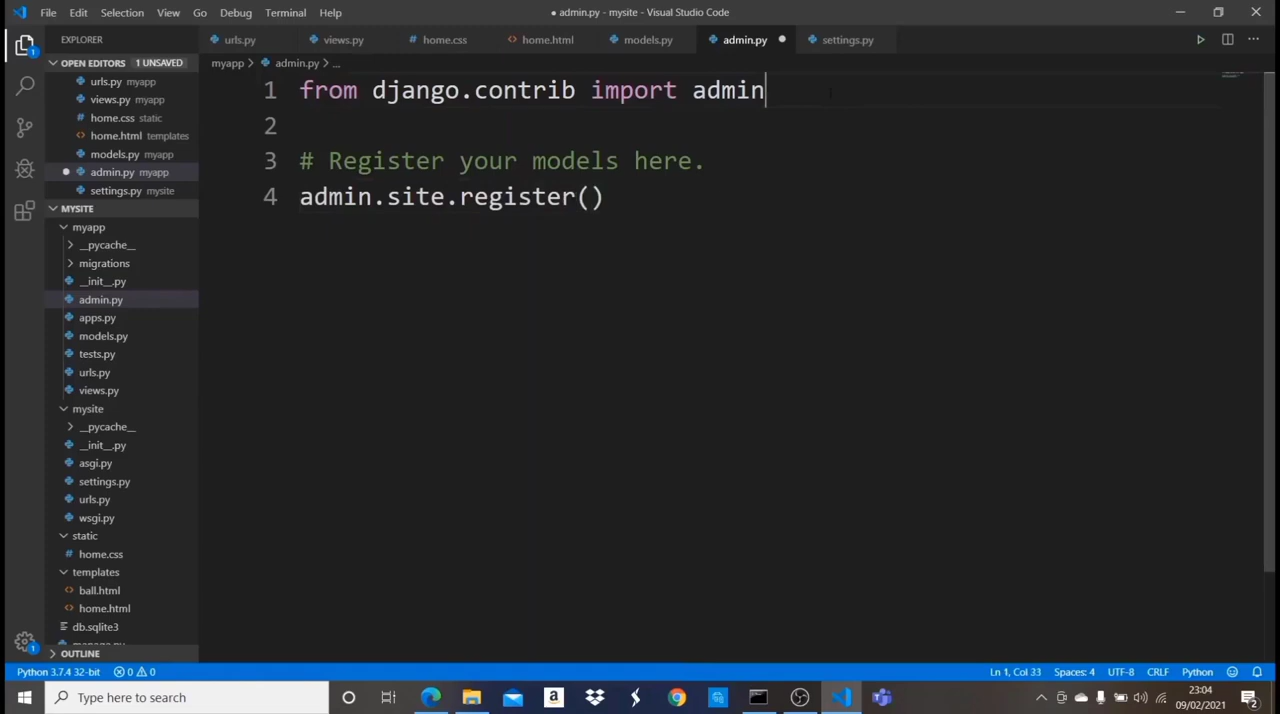 File Edit Selection View Go Debug Terminal Help
● admin.py - mysite - Visual Studio Code
EXPLORER
urls.py views.py home.css home.html models.py admin.py settings.py
OPEN EDITORS 1 UNSAVED
myapp > admin.py > ...
urls.py myapp
views.py myapp
home.css static
home.html templates
models.py myapp
admin.py myapp
settings.py mysite
MYSITE
myapp
__pycache__
migrations
__init__.py
admin.py
apps.py
models.py
tests.py
urls.py
views.py
mysite
__pycache__
__init__.py
asgi.py
settings.py
urls.py
wsgi.py
static
home.css
templates
ball.html
home.html
db.sqlite3
manage.py
OUTLINE
1 from django.contrib import admin
2
3 # Register your models here.
4 admin.site.register()
Python 3.7.4 32-bit 0 0 Ln 1, Col 33 Spaces: 4 UTF-8 CRLF Python
Type here to search
23:04
09/02/2021
2